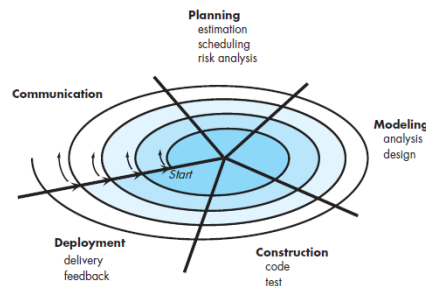 Planning
estimation
scheduling
risk analysis
Communication
Modeling
analysis
design
Start
Deployment
delivery
feedback
Construction
code
test